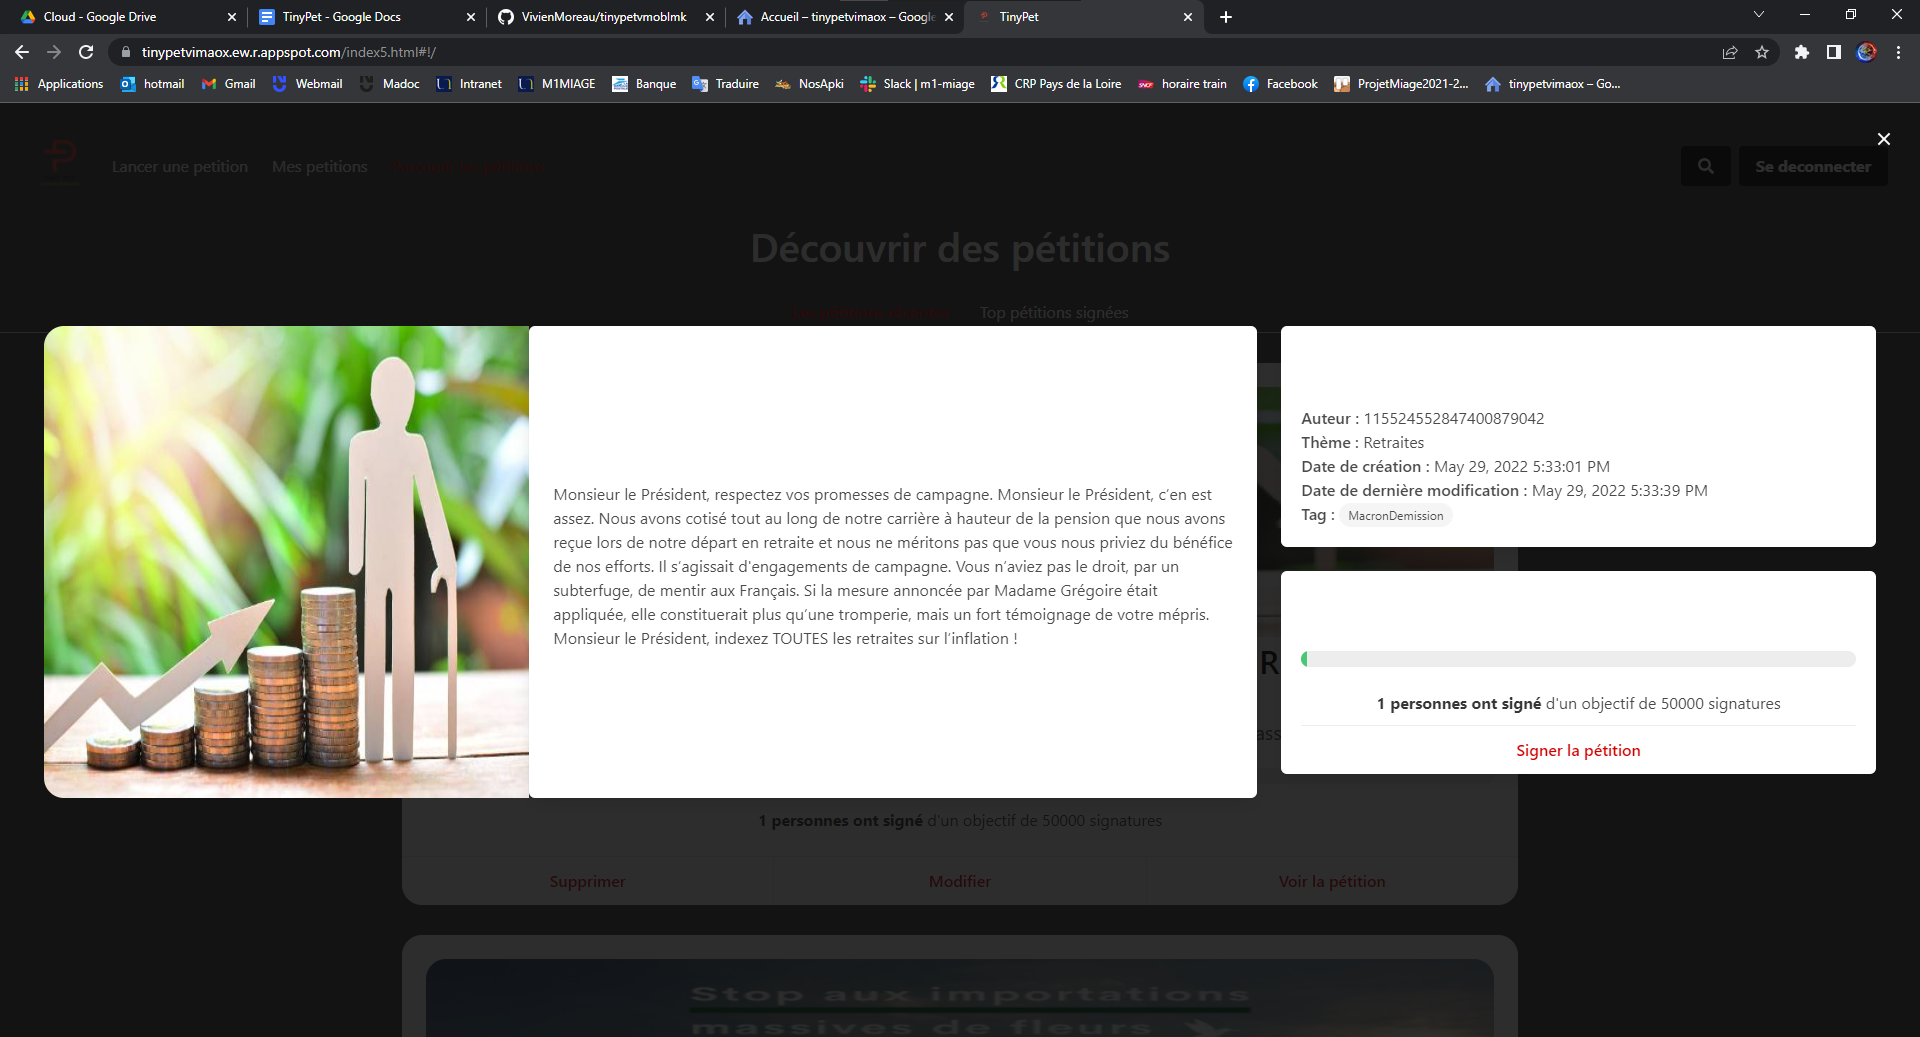 Cloud - Google Drive
TinyPet - Google Docs
VivienMoreau/tinypetvmoblmk
Accueil – tinypetvimaox – Google
TinyPet
tinypetvimaox.ew.r.appspot.com/index5.html#!/
Applications
hotmail
Gmail
Webmail
Madoc
Intranet
M1MIAGE
Banque
Traduire
NosApki
Slack | m1-miage
CRP Pays de la Loire
horaire train
Facebook
ProjetMiage2021-2...
tinypetvimaox – Go...
Lancer une petition
Mes petitions
Se deconnecter
Découvrir des pétitions
Top pétitions signées
Monsieur le Président, respectez vos promesses de campagne. Monsieur le Président, c’en est
assez. Nous avons cotisé tout au long de notre carrière à hauteur de la pension que nous avons
reçue lors de notre départ en retraite et nous ne méritons pas que vous nous priviez du bénéfice
de nos efforts. Il s’agissait d'engagements de campagne. Vous n’aviez pas le droit, par un
subterfuge, de mentir aux Français. Si la mesure annoncée par Madame Grégoire était
appliquée, elle constituerait plus qu’une tromperie, mais un fort témoignage de votre mépris.
Monsieur le Président, indexez TOUTES les retraites sur l’inflation !
Auteur : 115524552847400879042
Thème : Retraites
Date de création : May 29, 2022 5:33:01 PM
Date de dernière modification : May 29, 2022 5:33:39 PM
Tag : MacronDemission
R
ass
1 personnes ont signé d'un objectif de 50000 signatures
Signer la pétition
1 personnes ont signé d'un objectif de 50000 signatures
Supprimer
Modifier
Voir la pétition
Stop aux importations
massives de fleurs